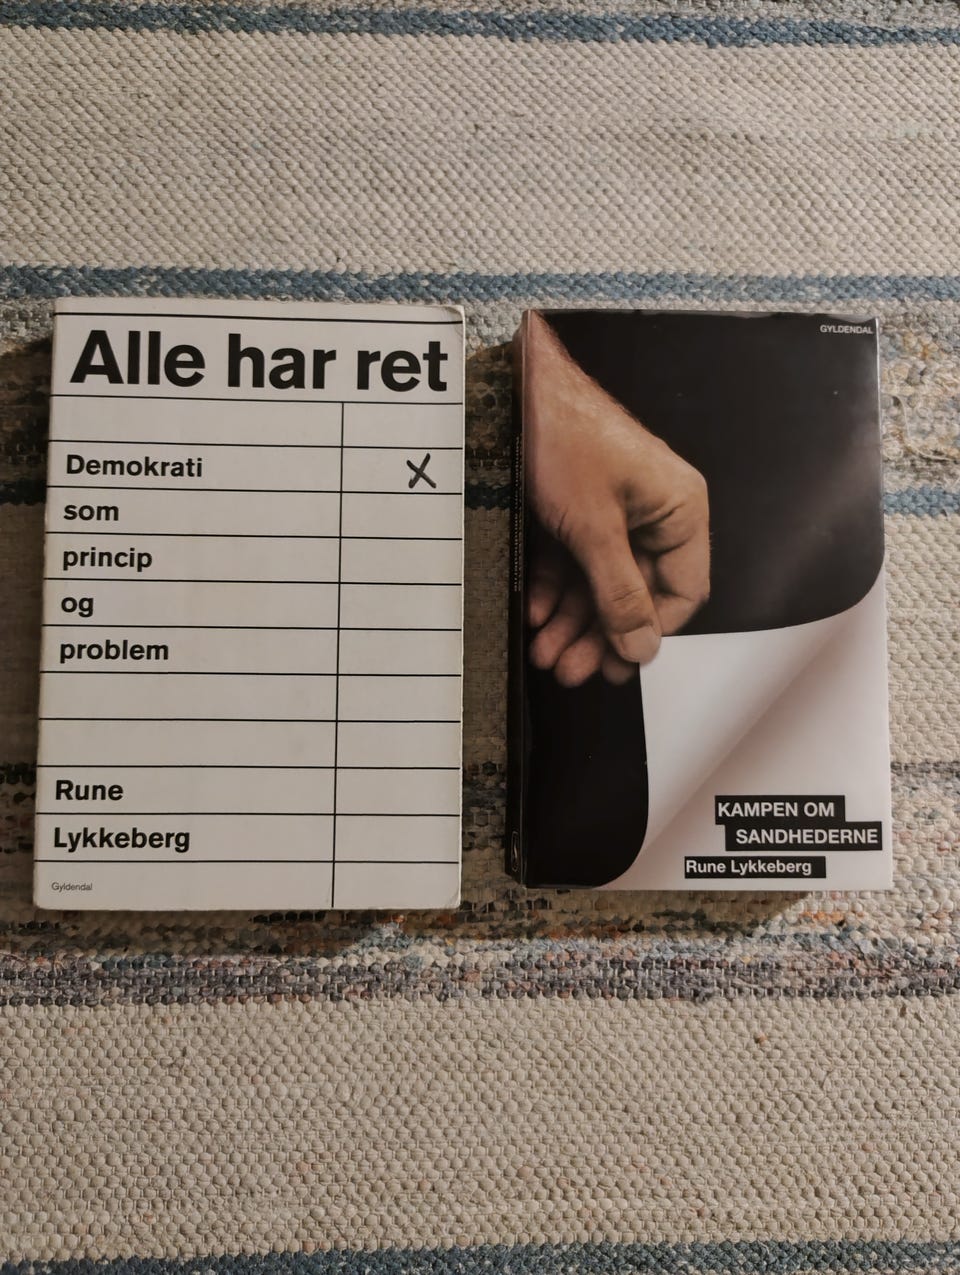 Alle har ret
Demokrati
som
princip
og
problem
Rune
Lykkeberg
Gyldendal
GYLDENDAL
KAMPEN OM
SANDHEDERNE
Rune Lykkeberg